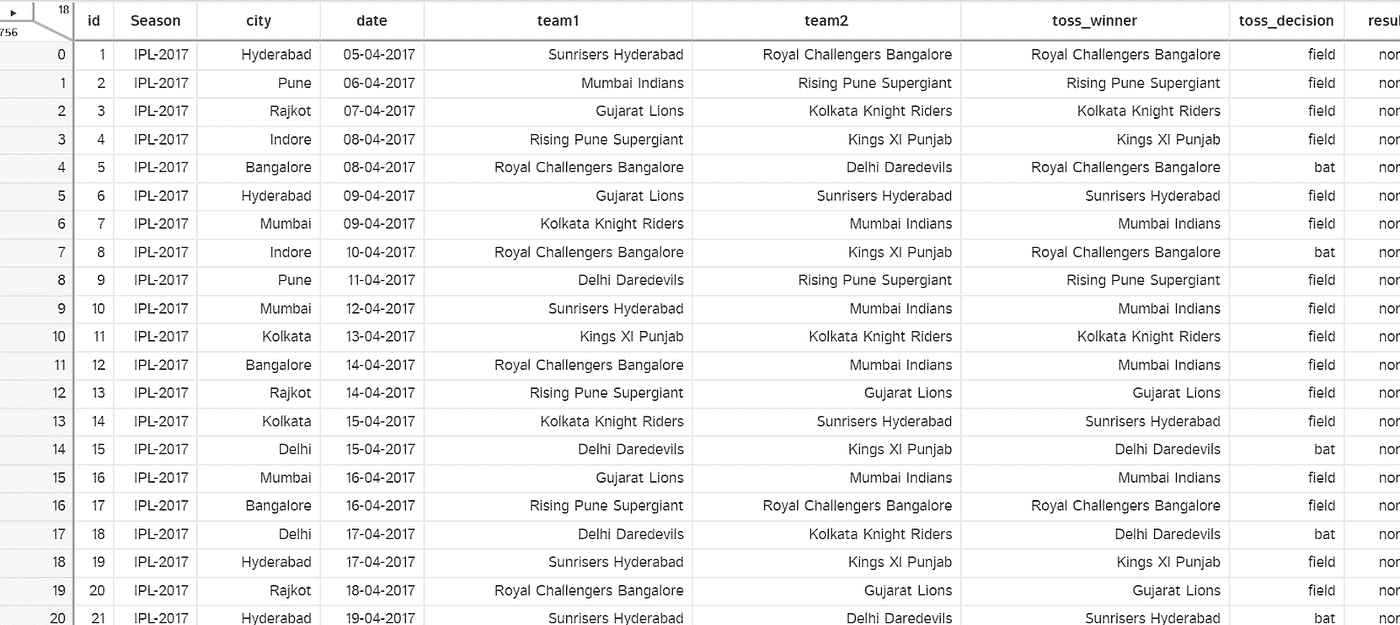 ▸ 18 id Season city date team1 team2 toss_winner toss_decision resul
756
0 1 IPL-2017 Hyderabad 05-04-2017 Sunrisers Hyderabad Royal Challengers Bangalore Royal Challengers Bangalore field nor
1 2 IPL-2017 Pune 06-04-2017 Mumbai Indians Rising Pune Supergiant Rising Pune Supergiant field nor
2 3 IPL-2017 Rajkot 07-04-2017 Gujarat Lions Kolkata Knight Riders Kolkata Knight Riders field nor
3 4 IPL-2017 Indore 08-04-2017 Rising Pune Supergiant Kings XI Punjab Kings XI Punjab field nor
4 5 IPL-2017 Bangalore 08-04-2017 Royal Challengers Bangalore Delhi Daredevils Royal Challengers Bangalore bat nor
5 6 IPL-2017 Hyderabad 09-04-2017 Gujarat Lions Sunrisers Hyderabad Sunrisers Hyderabad field nor
6 7 IPL-2017 Mumbai 09-04-2017 Kolkata Knight Riders Mumbai Indians Mumbai Indians field nor
7 8 IPL-2017 Indore 10-04-2017 Royal Challengers Bangalore Kings XI Punjab Royal Challengers Bangalore bat nor
8 9 IPL-2017 Pune 11-04-2017 Delhi Daredevils Rising Pune Supergiant Rising Pune Supergiant field nor
9 10 IPL-2017 Mumbai 12-04-2017 Sunrisers Hyderabad Mumbai Indians Mumbai Indians field nor
10 11 IPL-2017 Kolkata 13-04-2017 Kings XI Punjab Kolkata Knight Riders Kolkata Knight Riders field nor
11 12 IPL-2017 Bangalore 14-04-2017 Royal Challengers Bangalore Mumbai Indians Mumbai Indians field nor
12 13 IPL-2017 Rajkot 14-04-2017 Rising Pune Supergiant Gujarat Lions Gujarat Lions field nor
13 14 IPL-2017 Kolkata 15-04-2017 Kolkata Knight Riders Sunrisers Hyderabad Sunrisers Hyderabad field nor
14 15 IPL-2017 Delhi 15-04-2017 Delhi Daredevils Kings XI Punjab Delhi Daredevils bat nor
15 16 IPL-2017 Mumbai 16-04-2017 Gujarat Lions Mumbai Indians Mumbai Indians field nor
16 17 IPL-2017 Bangalore 16-04-2017 Rising Pune Supergiant Royal Challengers Bangalore Royal Challengers Bangalore field nor
17 18 IPL-2017 Delhi 17-04-2017 Delhi Daredevils Kolkata Knight Riders Delhi Daredevils bat nor
18 19 IPL-2017 Hyderabad 17-04-2017 Sunrisers Hyderabad Kings XI Punjab Kings XI Punjab field nor
19 20 IPL-2017 Rajkot 18-04-2017 Royal Challengers Bangalore Gujarat Lions Gujarat Lions field nor
20 21 IPL-2017 Hyderabad 19-04-2017 Sunrisers Hyderabad Delhi Daredevils Sunrisers Hyderabad bat nor